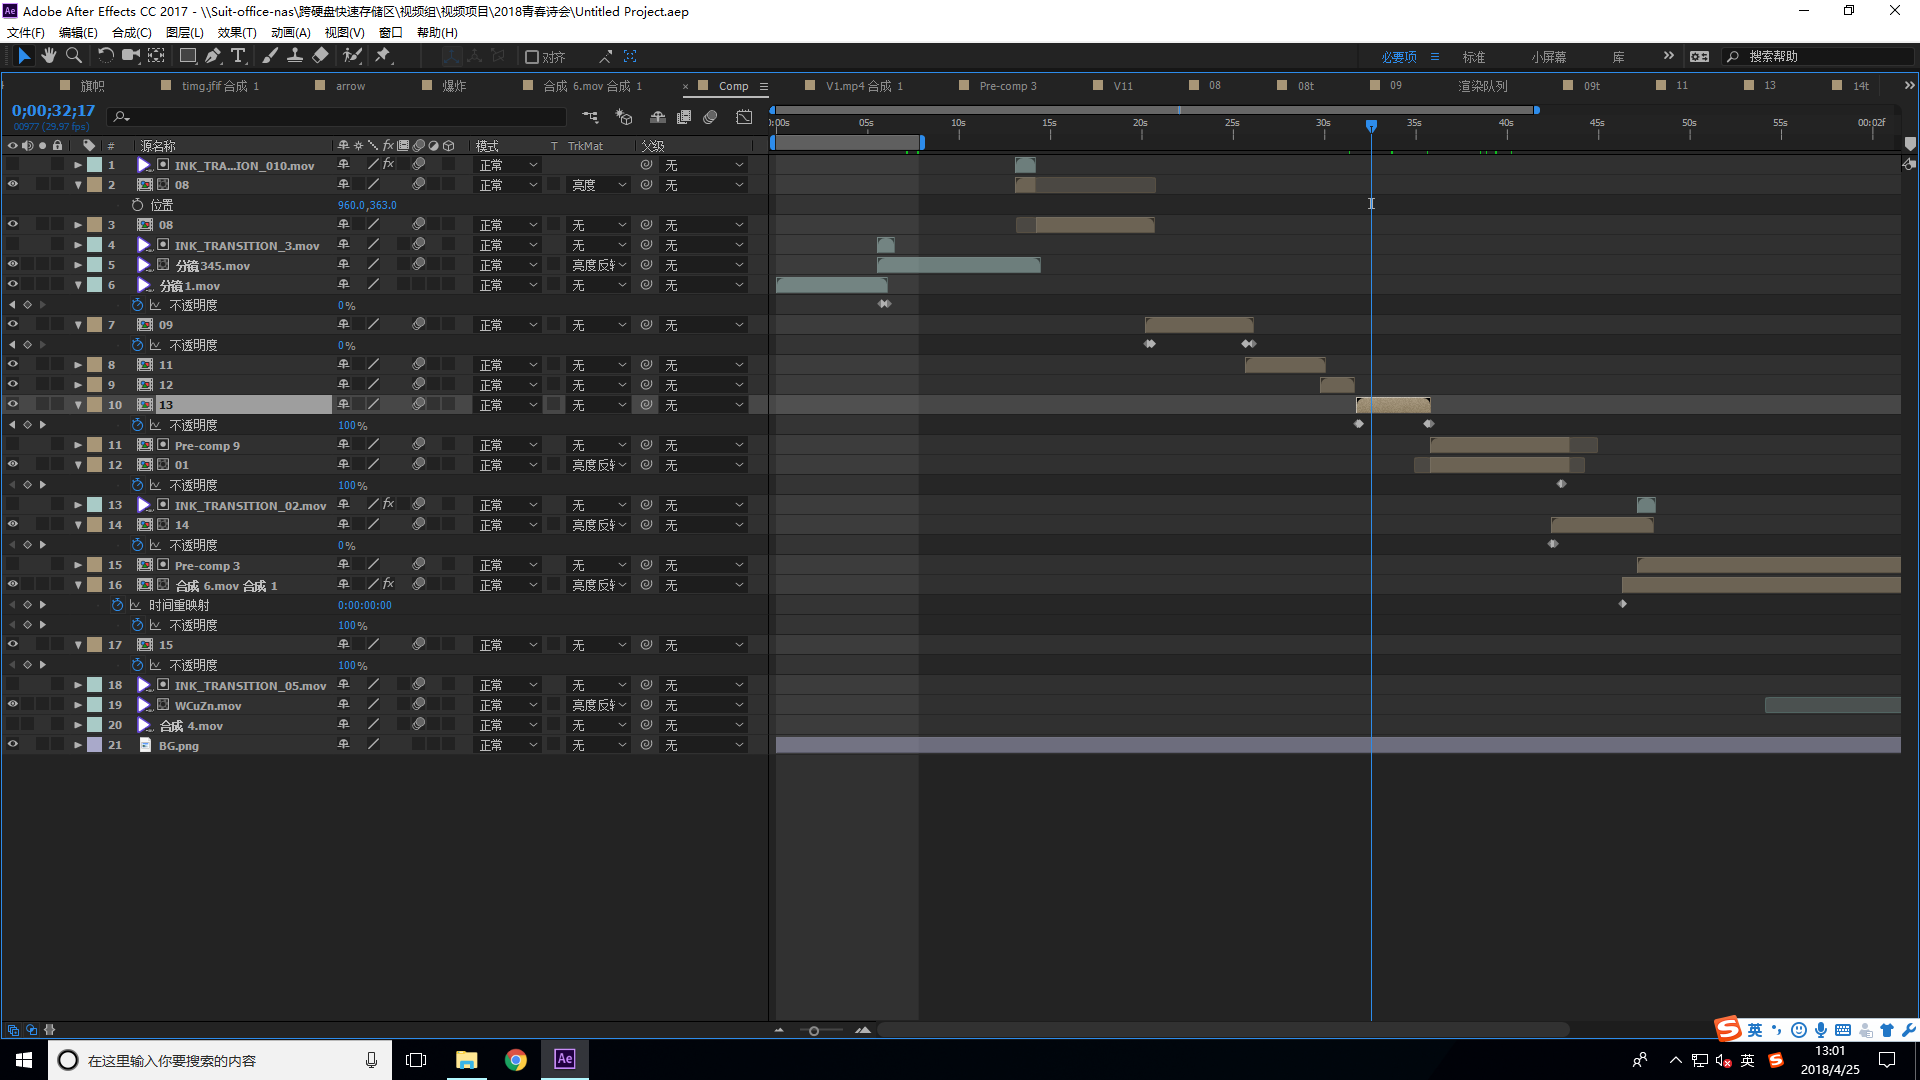 Adobe After Effects CC 2017 - \\Suit-office-nas\跨硬盘快速存储区\视频组\视频项目\2018青春诗会\Untitled Project.aep
文件(F) 编辑(E) 合成(C) 图层(L) 效果(T) 动画(A) 视图(V) 窗口 帮助(H)
对齐 必要项 标准 小屏幕 库 搜索帮助
旗帜 timg.jfif 合成 1 arrow 爆炸 合成 6.mov 合成 1 Comp V1.mp4 合成 1 Pre-comp 3 V11 08 08t 09 渲染队列 09t 11 13 14t
0;00;32;17
00977 (29.97 fps)
):00s 05s 10s 15s 20s 25s 30s 35s 40s 45s 50s 55s 00:02f
# 源名称 fx 模式 T TrkMat 父级
1 INK_TRA...ION_010.mov fx 正常 无
2 08 正常 亮度 无
位置 960.0,363.0
3 08 正常 无 无
4 INK_TRANSITION_3.mov 正常 无 无
5 分镜345.mov 正常 亮度反转 无
6 分镜1.mov 正常 无 无
不透明度 0%
7 09 正常 无 无
不透明度 0%
8 11 正常 无 无
9 12 正常 无 无
10 13 正常 无 无
不透明度 100%
11 Pre-comp 9 正常 无 无
12 01 正常 亮度反转 无
不透明度 100%
13 INK_TRANSITION_02.mov fx 正常 无 无
14 14 正常 亮度反转 无
不透明度 0%
15 Pre-comp 3 正常 无 无
16 合成 6.mov 合成 1 fx 正常 亮度反转 无
时间重映射 0:00:00:00
不透明度 100%
17 15 正常 无 无
不透明度 100%
18 INK_TRANSITION_05.mov 正常 无 无
19 WCuZn.mov 正常 亮度反转 无
20 合成 4.mov 正常 无 无
21 BG.png 正常 无 无
英
在这里输入你要搜索的内容
Ae
英
13:01
2018/4/25